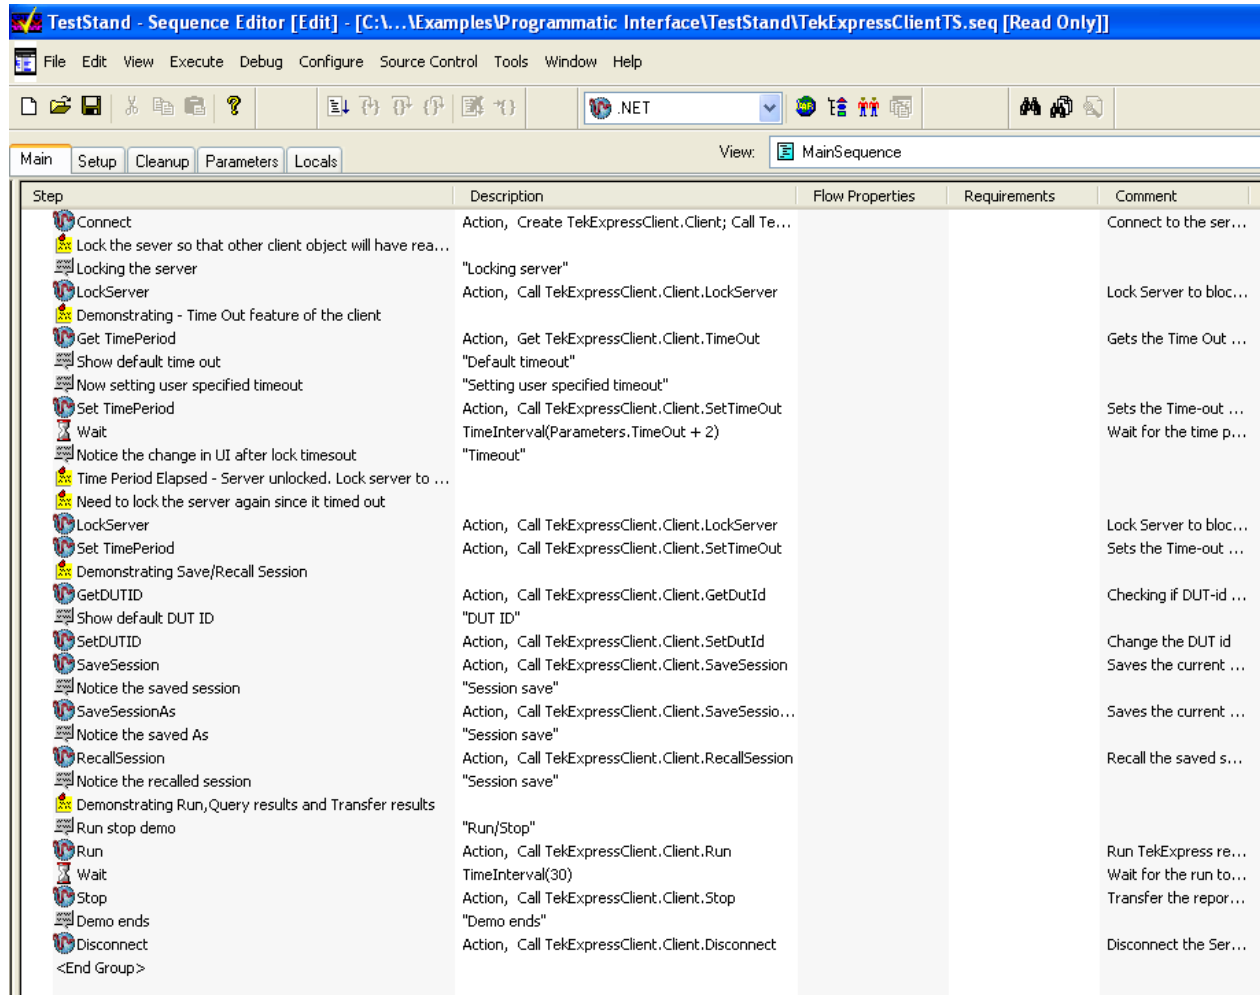 TestStand - Sequence Editor [Edit] - [C:\...\Examples\Programmatic Interface\TestStand\TekExpressClientTS.seq [Read Only]]
File Edit View Execute Debug Configure Source Control Tools Window Help
.NET
Main Setup Cleanup Parameters Locals View: MainSequence
Step Description Flow Properties Requirements Comment
Connect Action, Create TekExpressClient.Client; Call Te... Connect to the ser...
Lock the sever so that other client object will have rea...
Locking the server "Locking server"
LockServer Action, Call TekExpressClient.Client.LockServer Lock Server to bloc...
Demonstrating - Time Out feature of the client
Get TimePeriod Action, Get TekExpressClient.Client.TimeOut Gets the Time Out ...
Show default time out "Default timeout"
Now setting user specified timeout "Setting user specified timeout"
Set TimePeriod Action, Call TekExpressClient.Client.SetTimeOut Sets the Time-out ...
Wait TimeInterval(Parameters.TimeOut + 2) Wait for the time p...
Notice the change in UI after lock timesout "Timeout"
Time Period Elapsed - Server unlocked. Lock server to ...
Need to lock the server again since it timed out
LockServer Action, Call TekExpressClient.Client.LockServer Lock Server to bloc...
Set TimePeriod Action, Call TekExpressClient.Client.SetTimeOut Sets the Time-out ...
Demonstrating Save/Recall Session
GetDUTID Action, Call TekExpressClient.Client.GetDutId Checking if DUT-id ...
Show default DUT ID "DUT ID"
SetDUTID Action, Call TekExpressClient.Client.SetDutId Change the DUT id
SaveSession Action, Call TekExpressClient.Client.SaveSession Saves the current ...
Notice the saved session "Session save"
SaveSessionAs Action, Call TekExpressClient.Client.SaveSessio... Saves the current ...
Notice the saved As "Session save"
RecallSession Action, Call TekExpressClient.Client.RecallSession Recall the saved s...
Notice the recalled session "Session save"
Demonstrating Run,Query results and Transfer results
Run stop demo "Run/Stop"
Run Action, Call TekExpressClient.Client.Run Run TekExpress re...
Wait TimeInterval(30) Wait for the run to...
Stop Action, Call TekExpressClient.Client.Stop Transfer the repor...
Demo ends "Demo ends"
Disconnect Action, Call TekExpressClient.Client.Disconnect Disconnect the Ser...
<End Group>